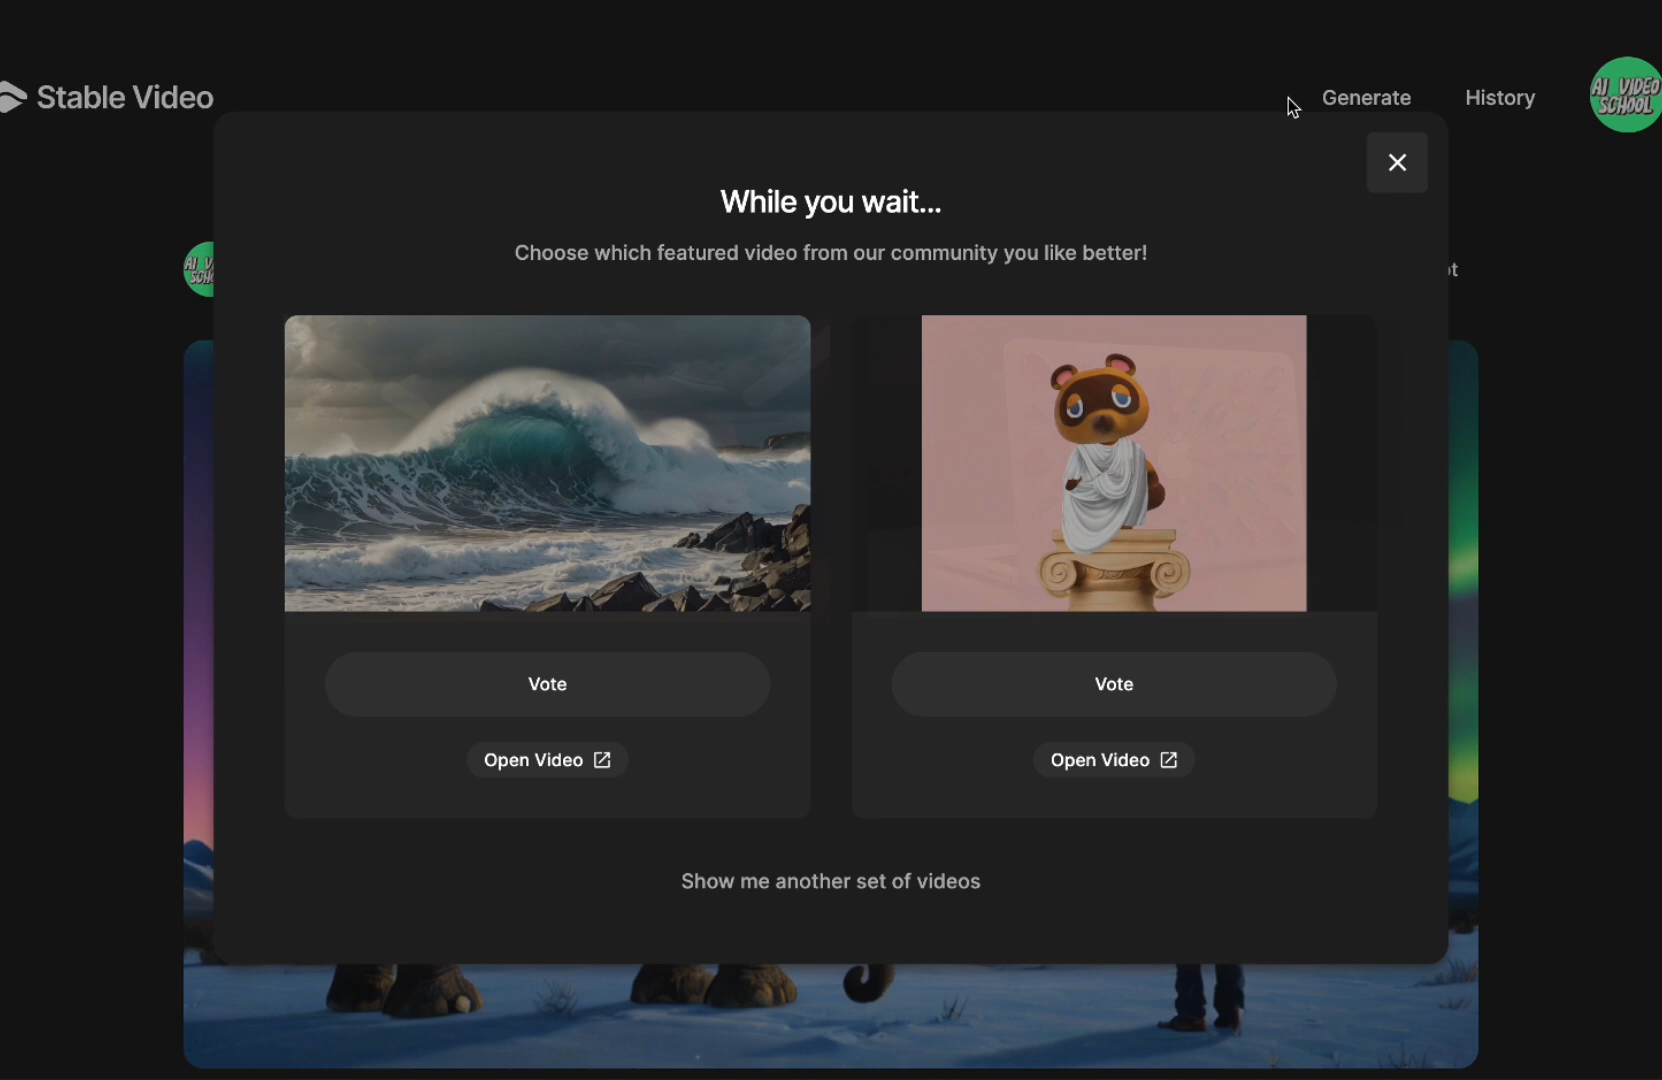 Stable Video
Generate
History
AI VIDEO
SCHOOL
While you wait...
Choose which featured video from our community you like better!
Vote
Vote
Open Video
Open Video
Show me another set of videos